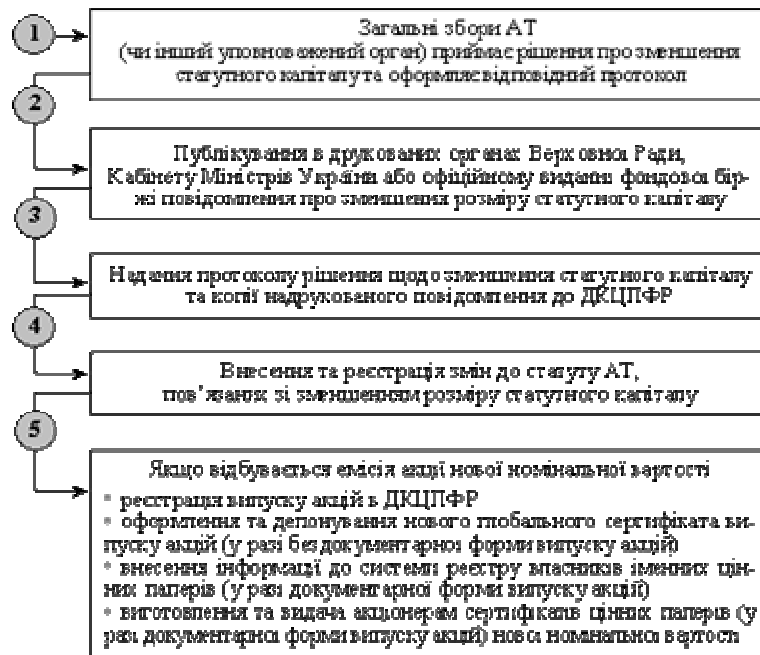 1
Загальні збори АТ
(чи інший уповноважений орган) приймає рішення про зменшення
статутного капіталу та оформляє відповідний протокол
2
Публікування в друкованих органах Верховної Ради,
Кабінету Міністрів України або офіційному виданні фондової бір-
жі повідомлення про зменшення розміру статутного капіталу
3
Надання протоколу рішення щодо зменшення статутного капіталу
та копії надрукованого повідомлення до ДКЦПФР
4
Внесення та реєстрація змін до статуту АТ,
пов’язаних зі зменшенням розміру статутного капіталу
5
Якщо відбувається емісія акцій нової номінальної вартості
• реєстрація випуску акцій в ДКЦПФР
• оформлення та депонування нового глобального сертифіката ви-
пуску акцій (у разі бездокументарної форми випуску акцій)
• внесення інформації до системи реєстру власників іменних цін-
них паперів (у разі документарної форми випуску акцій)
• виготовлення та видача акціонерам сертифікатів цінних паперів (у
разі документарної форми випуску акцій) нової номінальної вартості